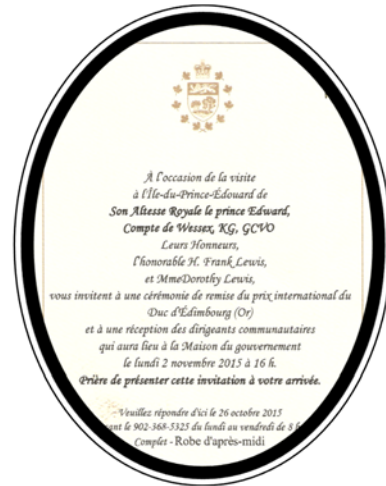 À l'occasion de la visite
à l'Île-du-Prince-Édouard de
Son Altesse Royale le prince Edward,
Compte de Wessex, KG, GCVO
Leurs Honneurs,
l'honorable H. Frank Lewis,
et MmeDorothy Lewis,
vous invitent à une cérémonie de remise du prix international du
Duc d'Édimbourg (Or)
et à une réception des dirigeants communautaires
qui aura lieu à la Maison du gouvernement
le lundi 2 novembre 2015 à 16 h.
Prière de présenter cette invitation à votre arrivée.
Veuillez répondre d'ici le 26 octobre 2015
le 902-368-5325 du lundi au vendredi de 8 h
Complet - Robe d'après-midi